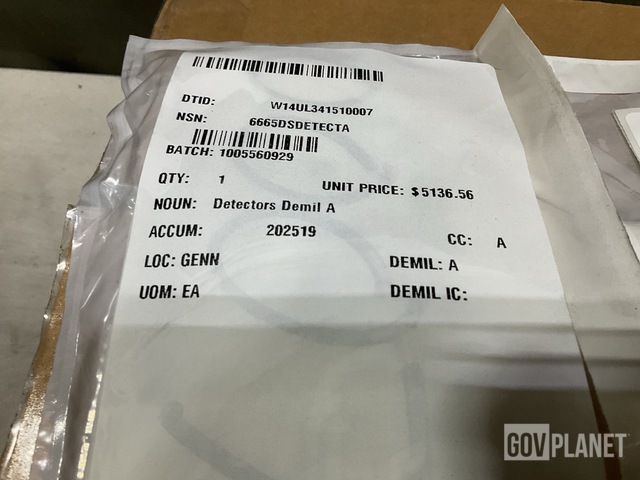 DTID: W14UL341510007
NSN: 6665DSDETECTA
BATCH: 1005560929
QTY: 1 UNIT PRICE: $5136.56
NOUN: Detectors Demil A
ACCUM: 202519 CC: A
LOC: GENN DEMIL: A
UOM: EA DEMIL IC:
GOVPLANET